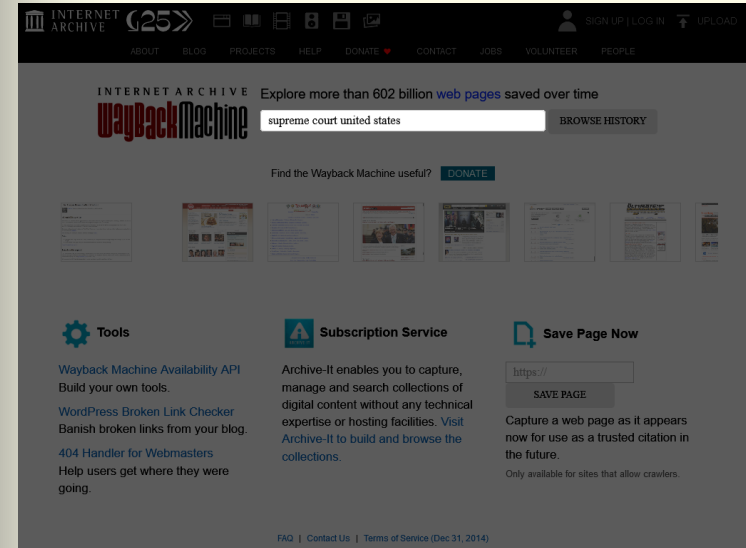 INTERNET
ARCHIVE
25
SIGN UP | LOG IN
UPLOAD
ABOUT BLOG PROJECTS HELP DONATE CONTACT JOBS VOLUNTEER PEOPLE
INTERNET ARCHIVE
WayBackMachine
Explore more than 602 billion web pages saved over time
supreme court united states
BROWSE HISTORY
Find the Wayback Machine useful?
DONATE
Tools
Wayback Machine Availability API
Build your own tools.
WordPress Broken Link Checker
Banish broken links from your blog.
404 Handler for Webmasters
Help users get where they were
going.
Subscription Service
Archive-It enables you to capture,
manage and search collections of
digital content without any technical
expertise or hosting facilities. Visit
Archive-It to build and browse the
collections.
Save Page Now
https://
SAVE PAGE
Capture a web page as it appears
now for use as a trusted citation in
the future.
Only available for sites that allow crawlers.
FAQ | Contact Us | Terms of Service (Dec 31, 2014)